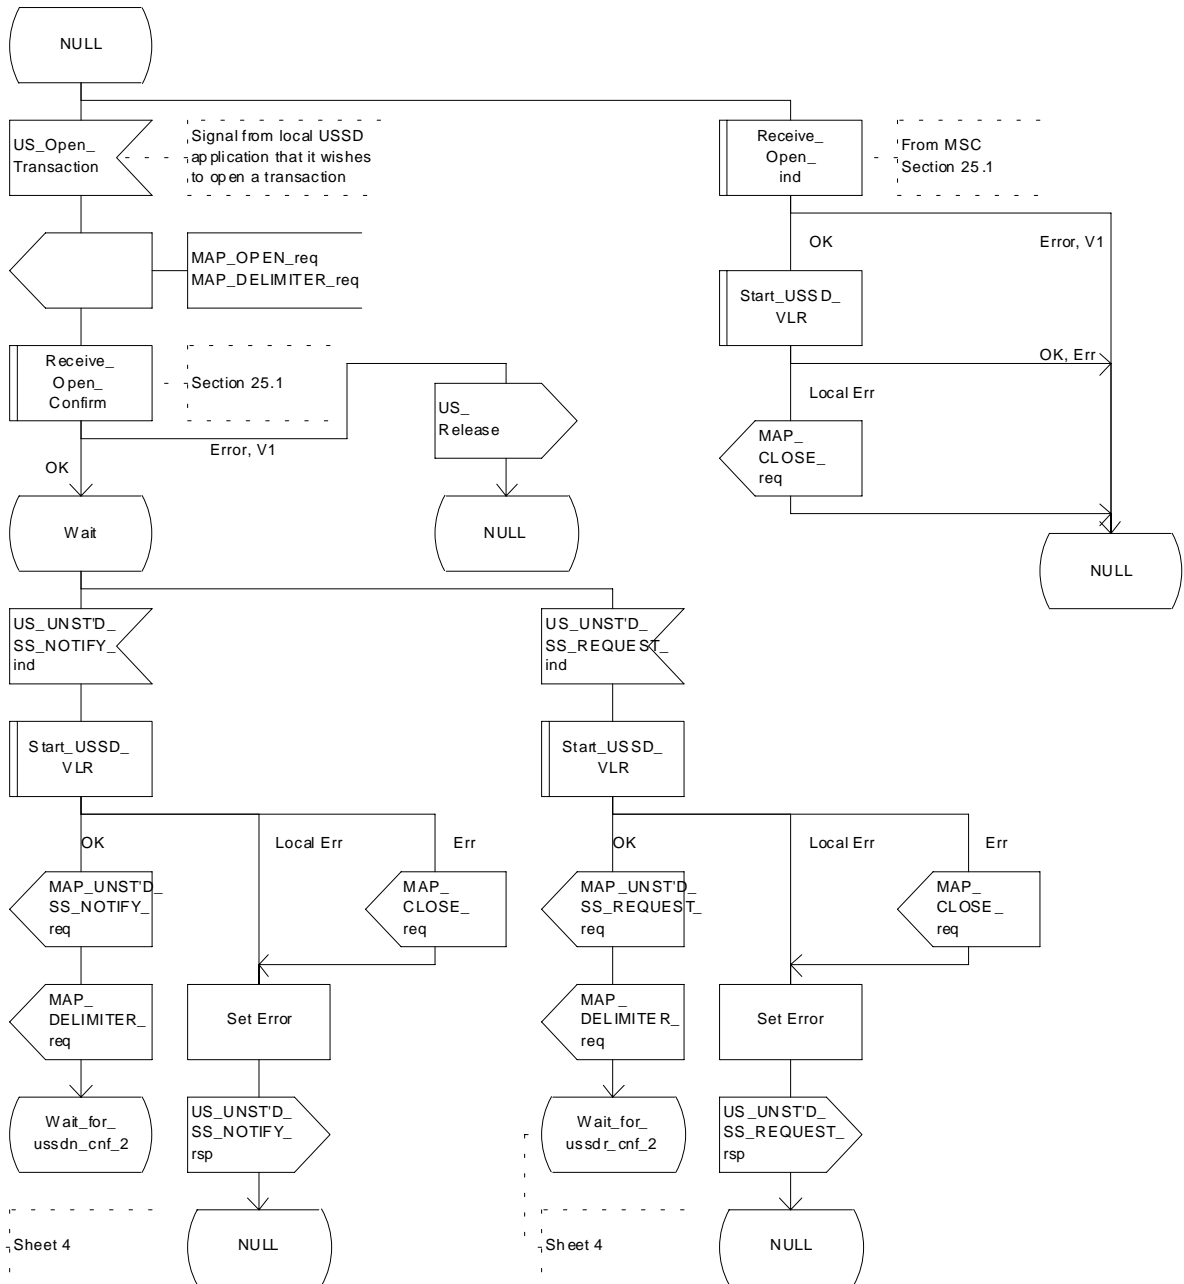 NULL
US_Open_
Transaction
Signal from local USSD
application that it wishes
to open a transaction
Receive_
Open_
ind
From MSC
Section 25.1
MAP_OPEN_req
MAP_DELIMITER_req
OK
Error, V1
Start_USSD_
VLR
Receive_
Open_
Confirm
Section 25.1
OK, Err
Local Err
US_
Release
MAP_
CLOSE_
req
Error, V1
OK
Wait
NULL
NULL
US_UNST'D_
SS_NOTIFY_
ind
US_UNST'D_
SS_REQUEST_
ind
Start_USSD_
VLR
Start_USSD_
VLR
OK
Local Err
Err
OK
Local Err
Err
MAP_UNST'D_
SS_NOTIFY_
req
MAP_
CLOSE_
req
MAP_UNST'D_
SS_REQUEST_
req
MAP_
CLOSE_
req
MAP_
DELIMITER_
req
Set Error
MAP_
DELIMITER_
req
Set Error
Wait_for_
ussdn_cnf_2
US_UNST'D_
SS_NOTIFY_
rsp
Wait_for_
ussdr_cnf_2
US_UNST'D_
SS_REQUEST_
rsp
Sheet 4
NULL
Sheet 4
NULL